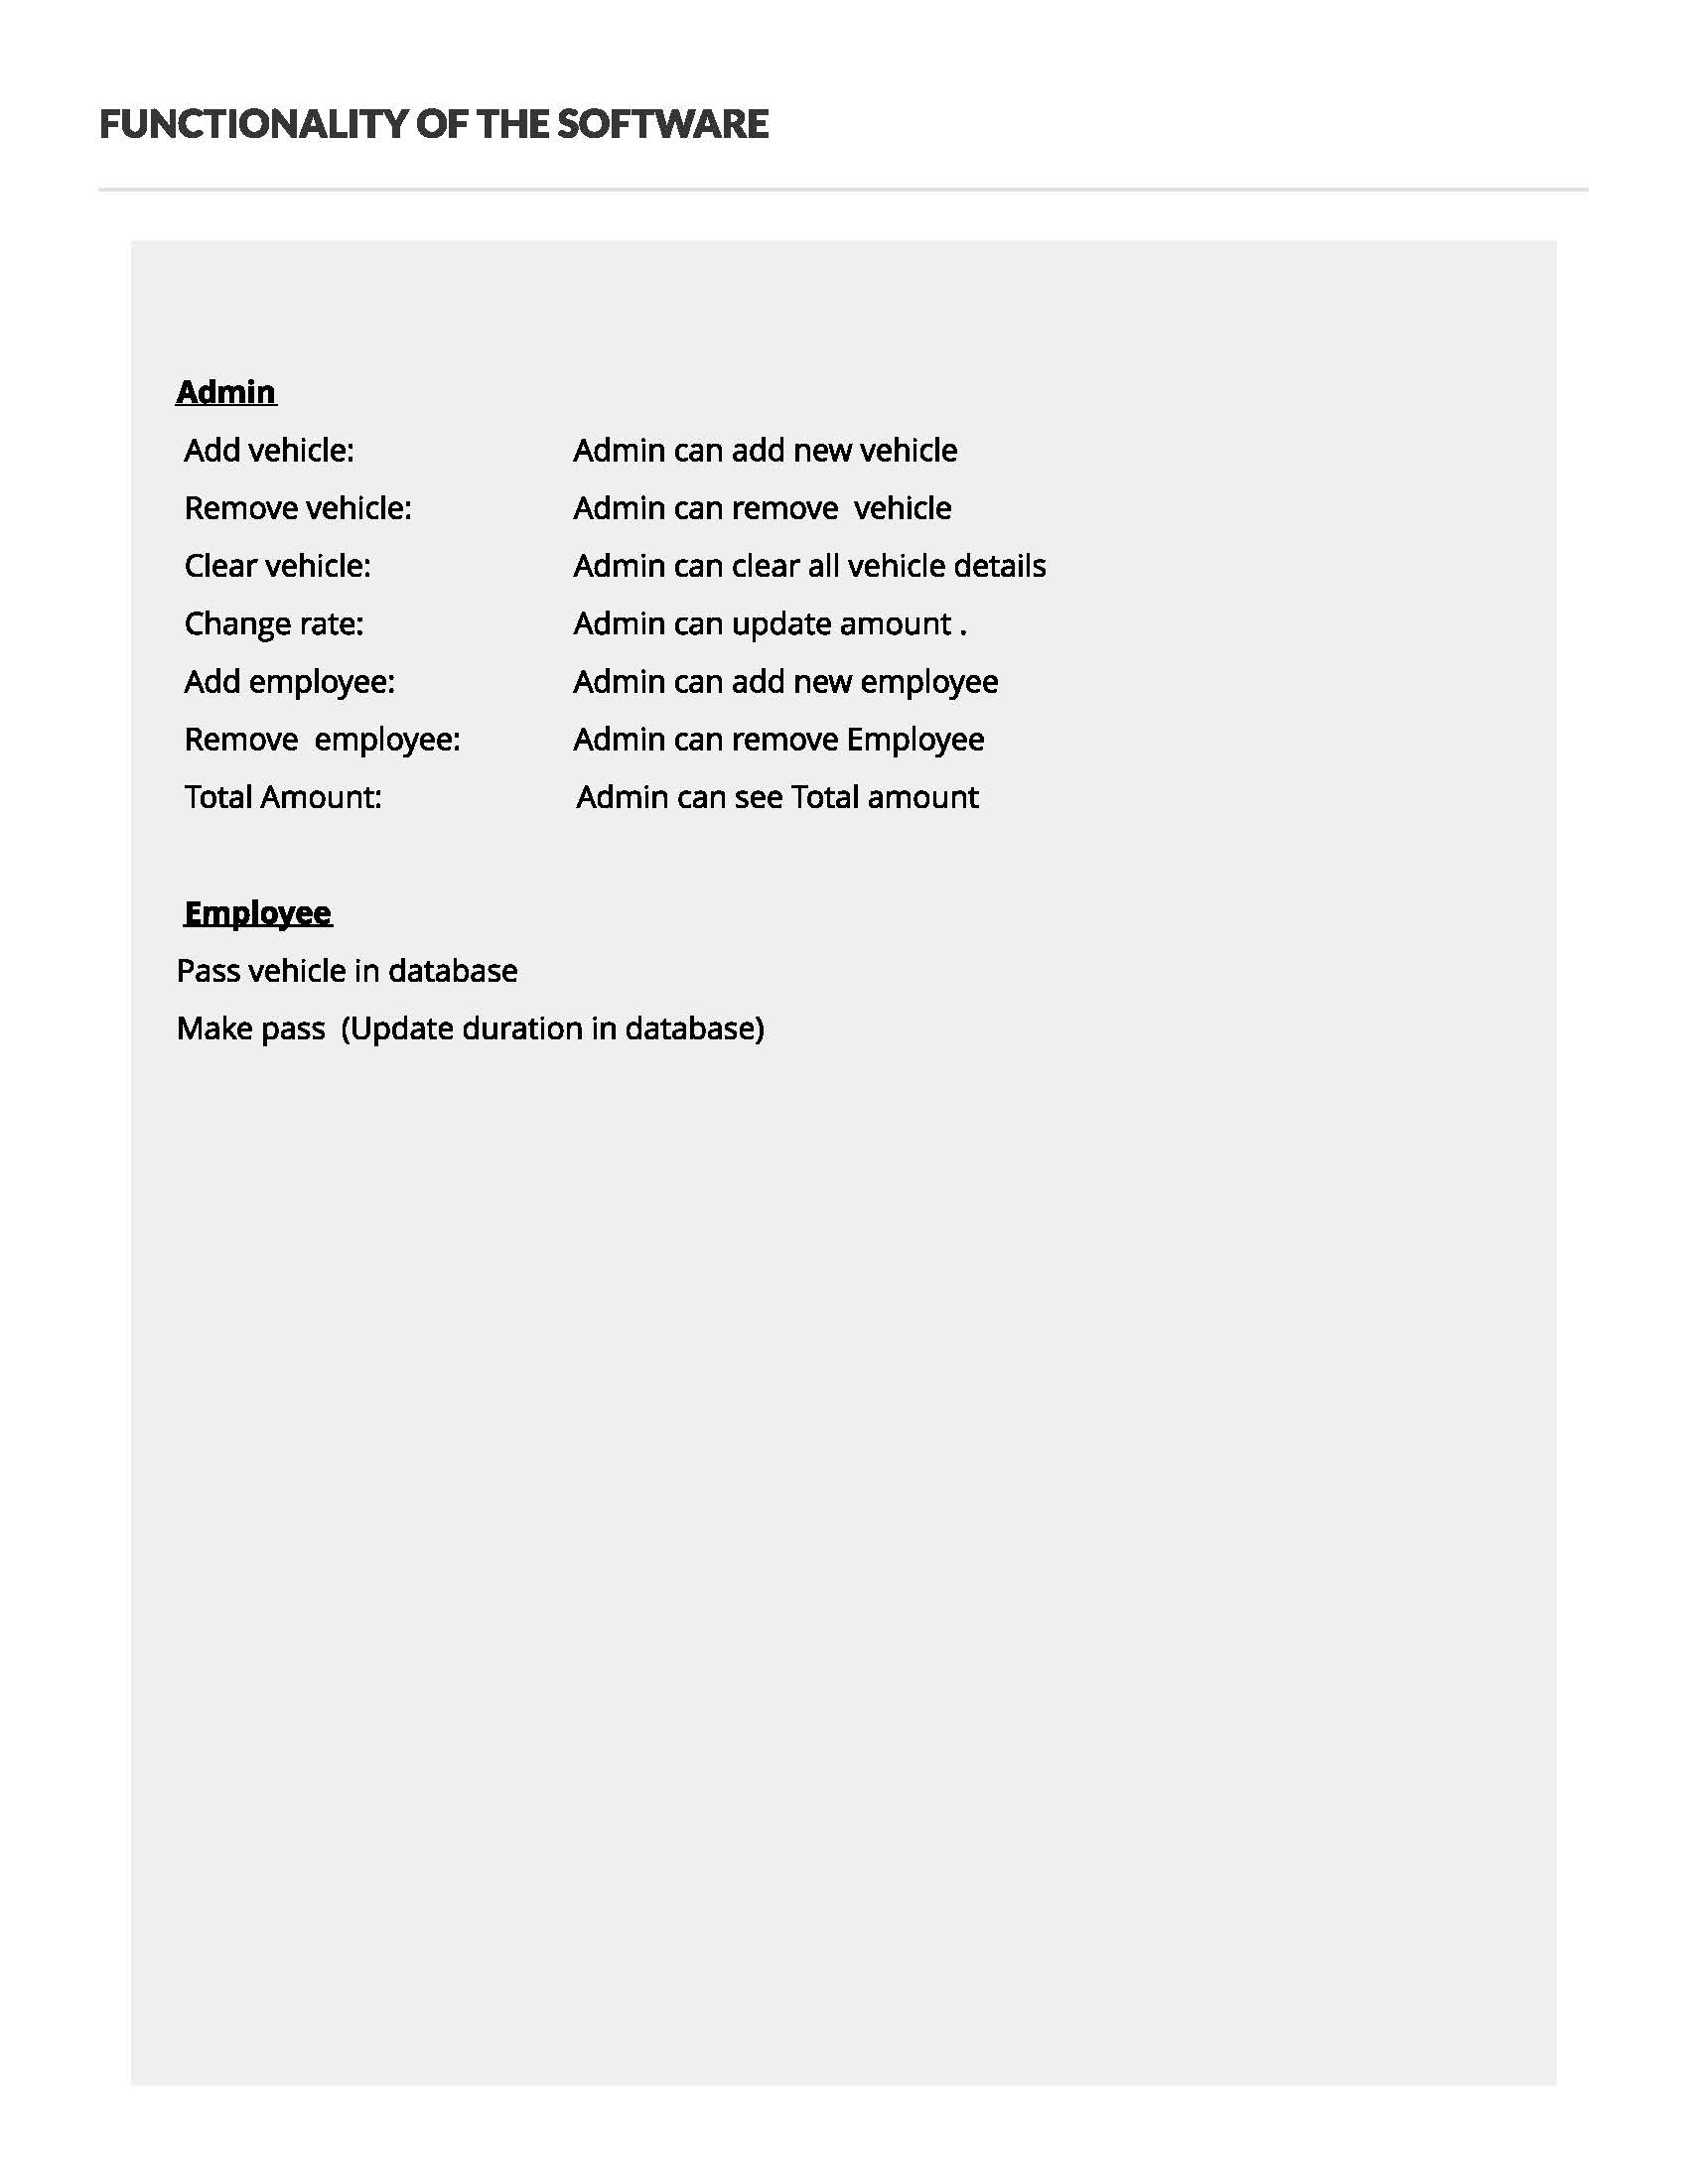 FUNCTIONALITY OF THE SOFTWARE
Admin
Add vehicle: Admin can add new vehicle
Remove vehicle: Admin can remove  vehicle
Clear vehicle: Admin can clear all vehicle details
Change rate: Admin can update amount .
Add employee: Admin can add new employee
Remove  employee: Admin can remove Employee
Total Amount: Admin can see Total amount
Employee
Pass vehicle in database
Make pass  (Update duration in database)